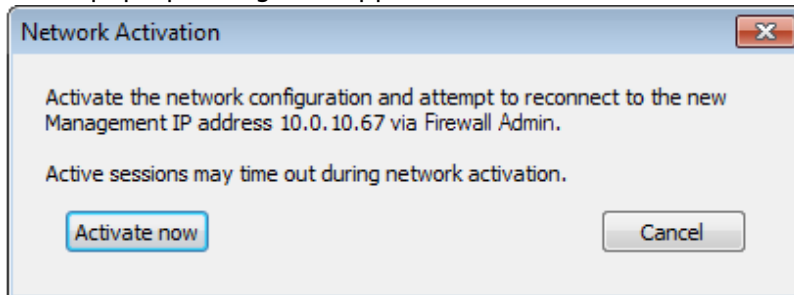 Network Activation
Activate the network configuration and attempt to reconnect to the new
Management IP address 10.0.10.67 via Firewall Admin.
Active sessions may time out during network activation.
Activate now
Cancel